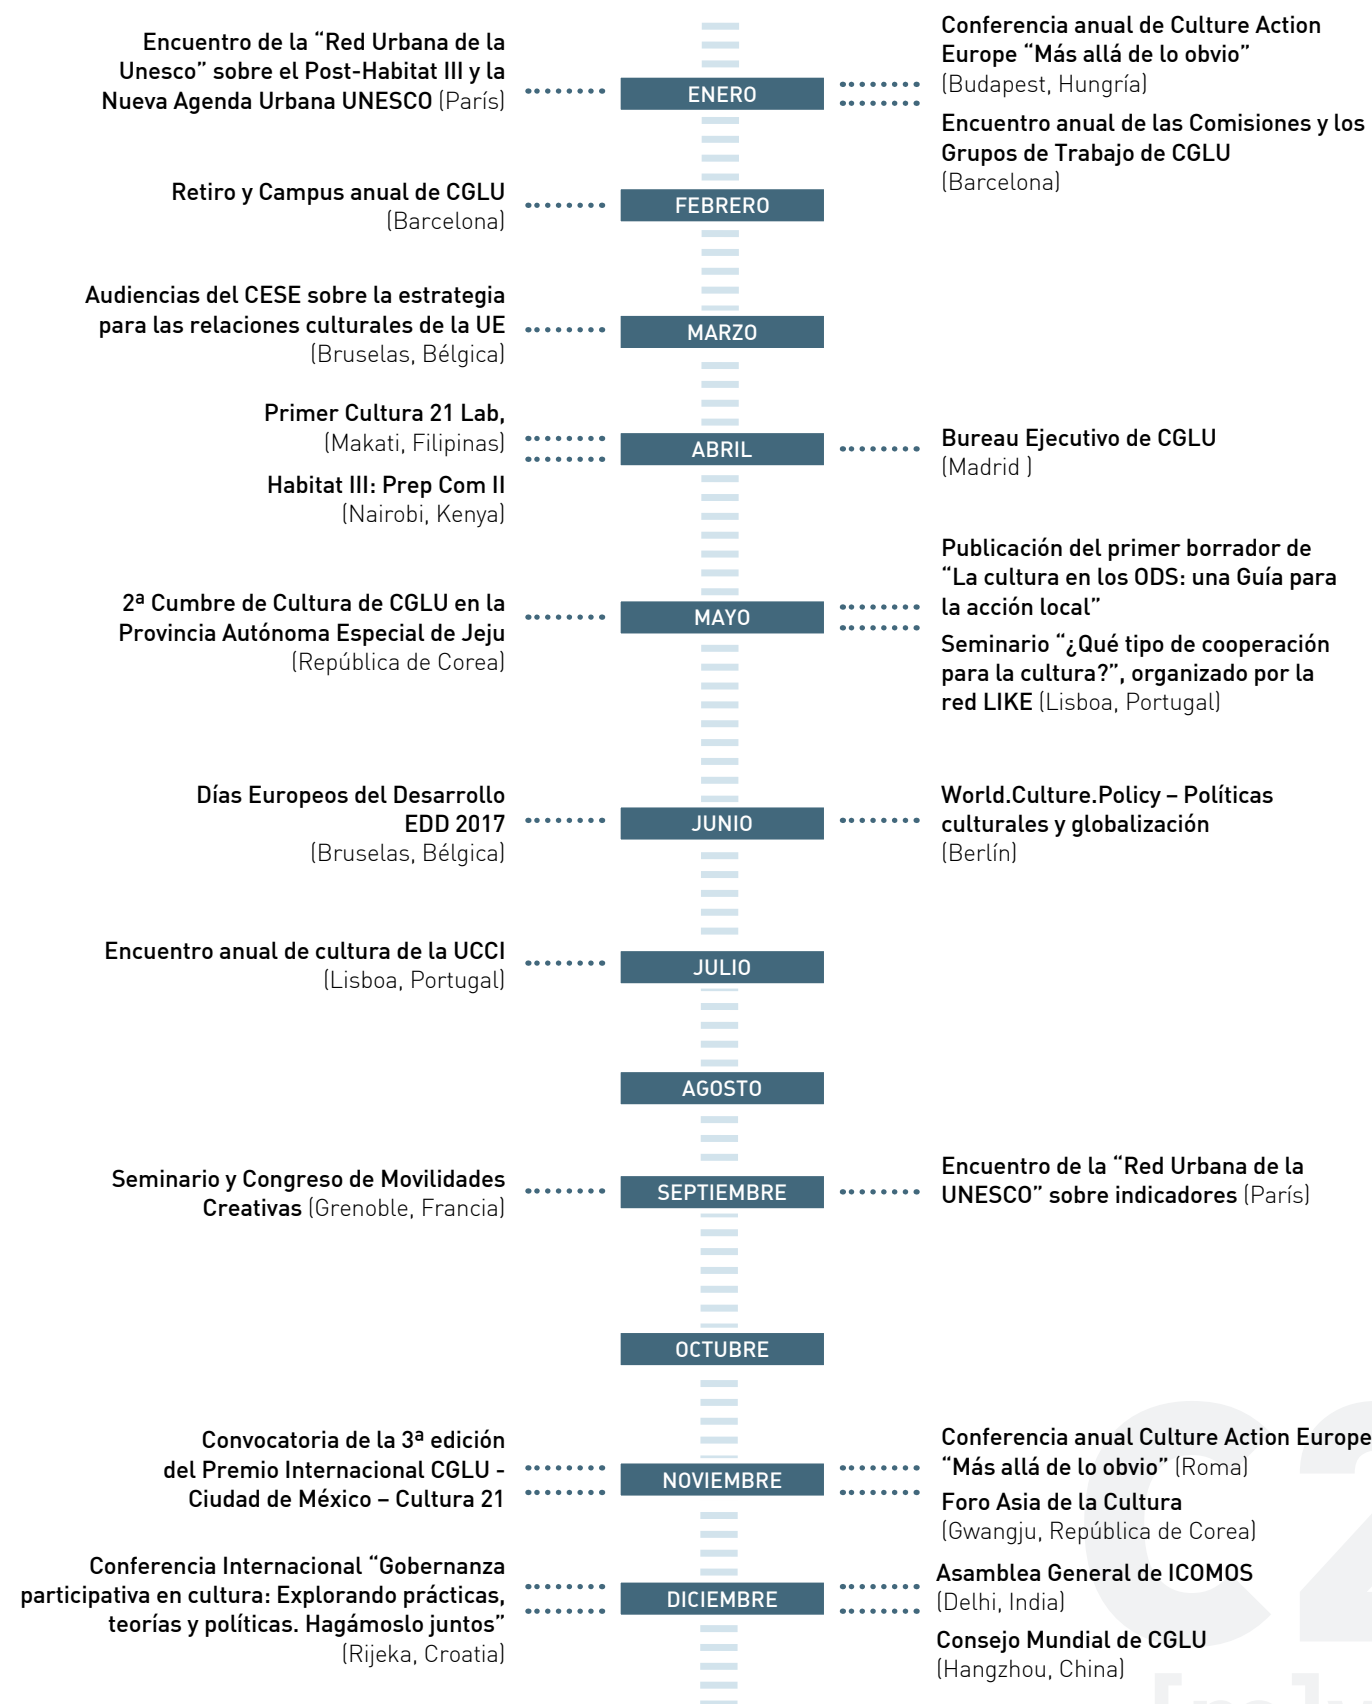 Encuentro de la “Red Urbana de la
Unesco” sobre el Post-Habitat III y la
Nueva Agenda Urbana UNESCO (París)
ENERO
Conferencia anual de Culture Action
Europe “Más allá de lo obvio”
(Budapest, Hungría)
Encuentro anual de las Comisiones y los
Grupos de Trabajo de CGLU
(Barcelona)
Retiro y Campus anual de CGLU
(Barcelona)
FEBRERO
Audiencias del CESE sobre la estrategia
para las relaciones culturales de la UE
(Bruselas, Bélgica)
MARZO
Primer Cultura 21 Lab,
(Makati, Filipinas)
Habitat III: Prep Com II
(Nairobi, Kenya)
ABRIL
Bureau Ejecutivo de CGLU
(Madrid )
2ª Cumbre de Cultura de CGLU en la
Provincia Autónoma Especial de Jeju
(República de Corea)
MAYO
Publicación del primer borrador de
“La cultura en los ODS: una Guía para
la acción local”
Seminario “¿Qué tipo de cooperación
para la cultura?”, organizado por la
red LIKE (Lisboa, Portugal)
Días Europeos del Desarrollo
EDD 2017
(Bruselas, Bélgica)
JUNIO
World.Culture.Policy – Políticas
culturales y globalización
(Berlín)
Encuentro anual de cultura de la UCCI
(Lisboa, Portugal)
JULIO
AGOSTO
Seminario y Congreso de Movilidades
Creativas (Grenoble, Francia)
SEPTIEMBRE
Encuentro de la “Red Urbana de la
UNESCO” sobre indicadores (París)
OCTUBRE
Convocatoria de la 3ª edición
del Premio Internacional CGLU -
Ciudad de México – Cultura 21
NOVIEMBRE
Conferencia anual Culture Action Europe
“Más allá de lo obvio” (Roma)
Foro Asia de la Cultura
(Gwangju, República de Corea)
Conferencia Internacional “Gobernanza
participativa en cultura: Explorando prácticas,
teorías y políticas. Hagámoslo juntos”
(Rijeka, Croatia)
DICIEMBRE
Asamblea General de ICOMOS
(Delhi, India)
Consejo Mundial de CGLU
(Hangzhou, China)
C2